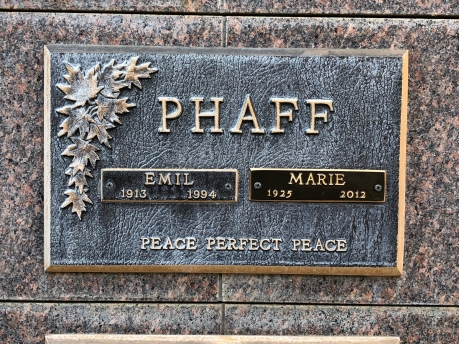 PHAFF
EMIL MARIE
1913 1994 1925 2012
PEACE PERFECT PEACE